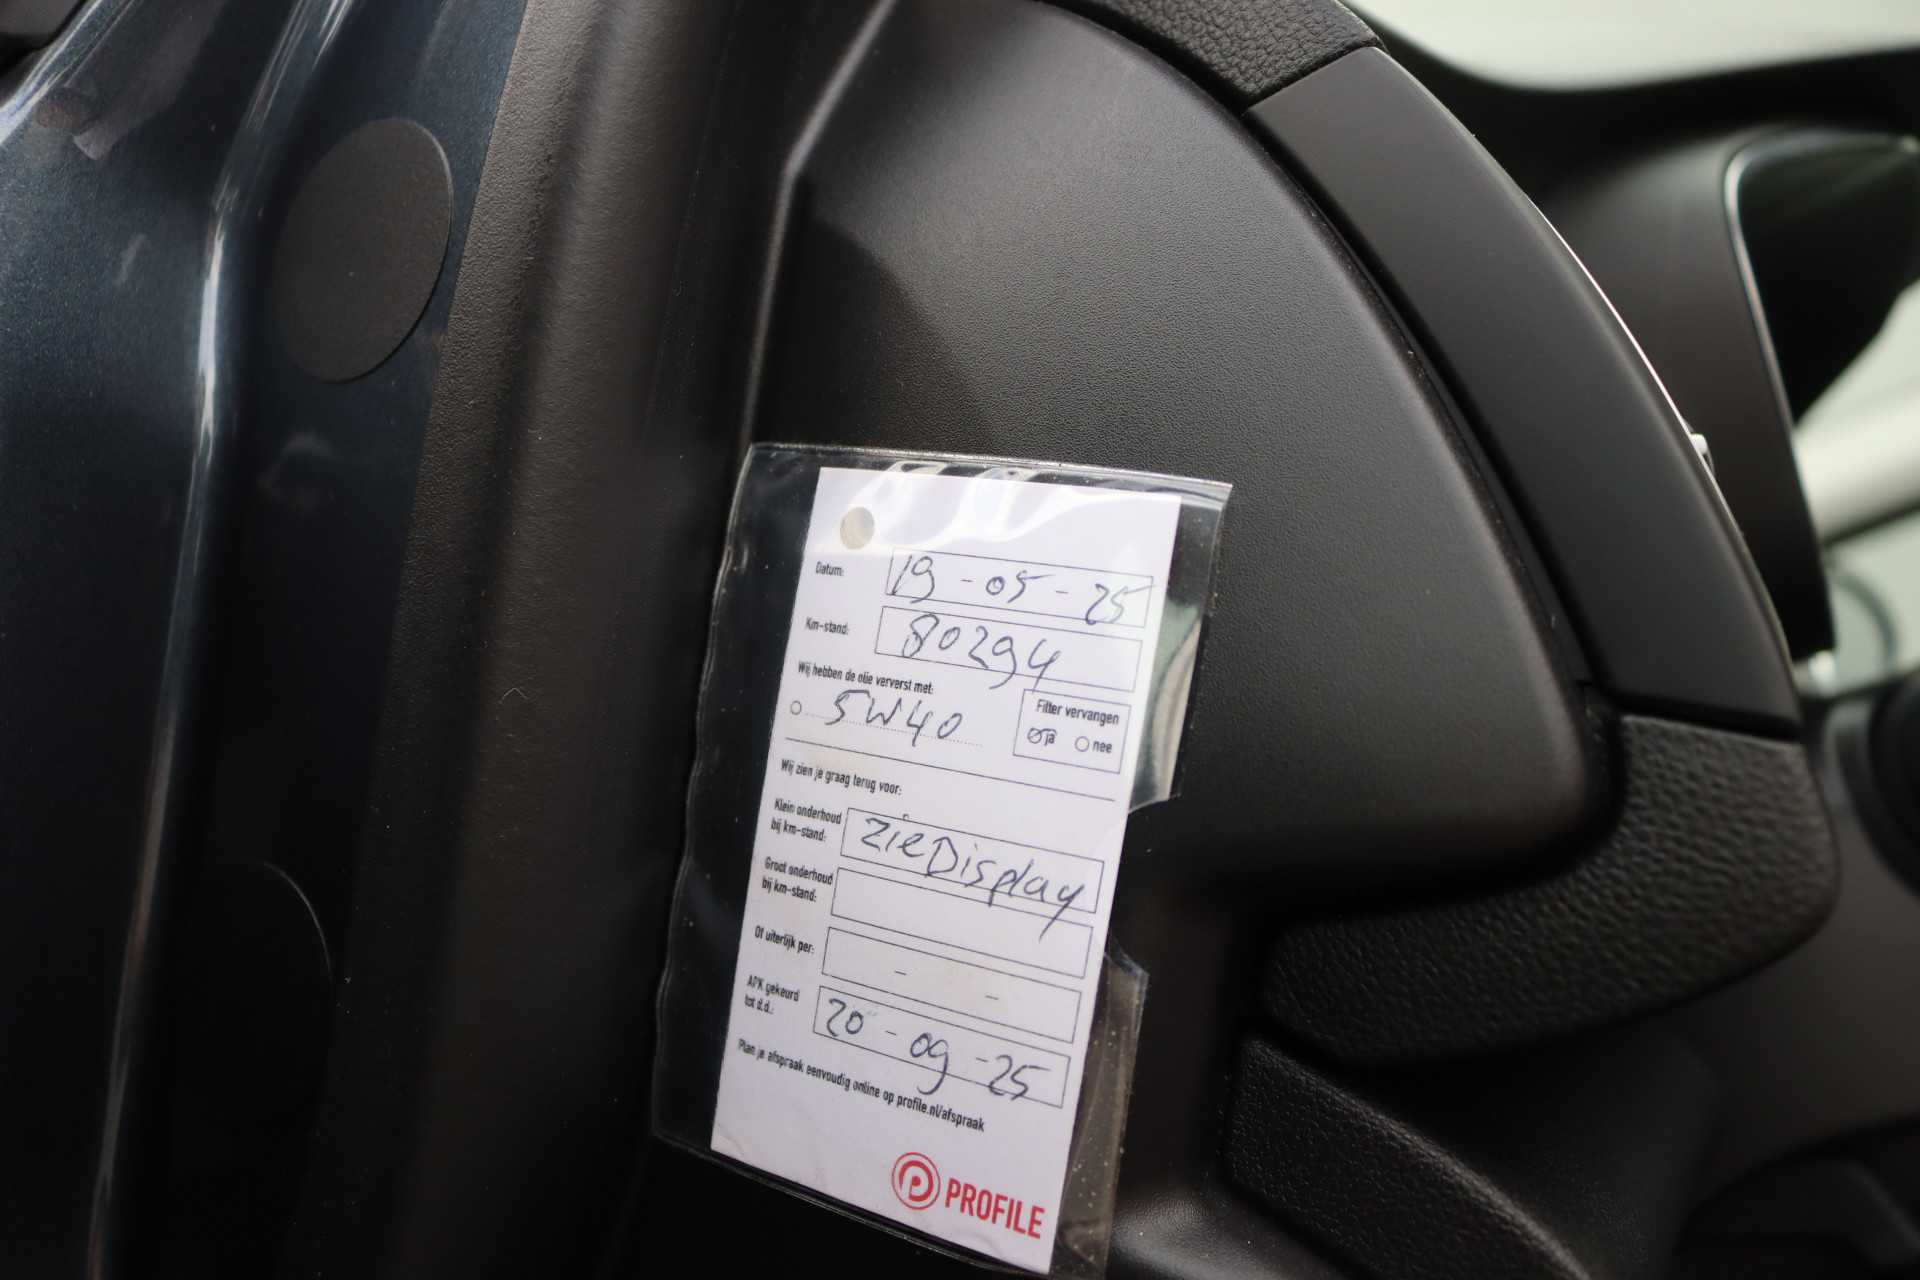 Datum: 19-05-25
Km-stand: 80294
Wij hebben de olie ververst met:
5W40
Filter vervangen
ja nee
Wij zien je graag terug voor:
Klein onderhoud
bij km-stand: zie Display
Groot onderhoud
bij km-stand:
Of uiterlijk per: - -
APK gekeurd
tot d.d.: 20-09-25
Plan je afspraak eenvoudig online op profile.nl/afspraak
PROFILE